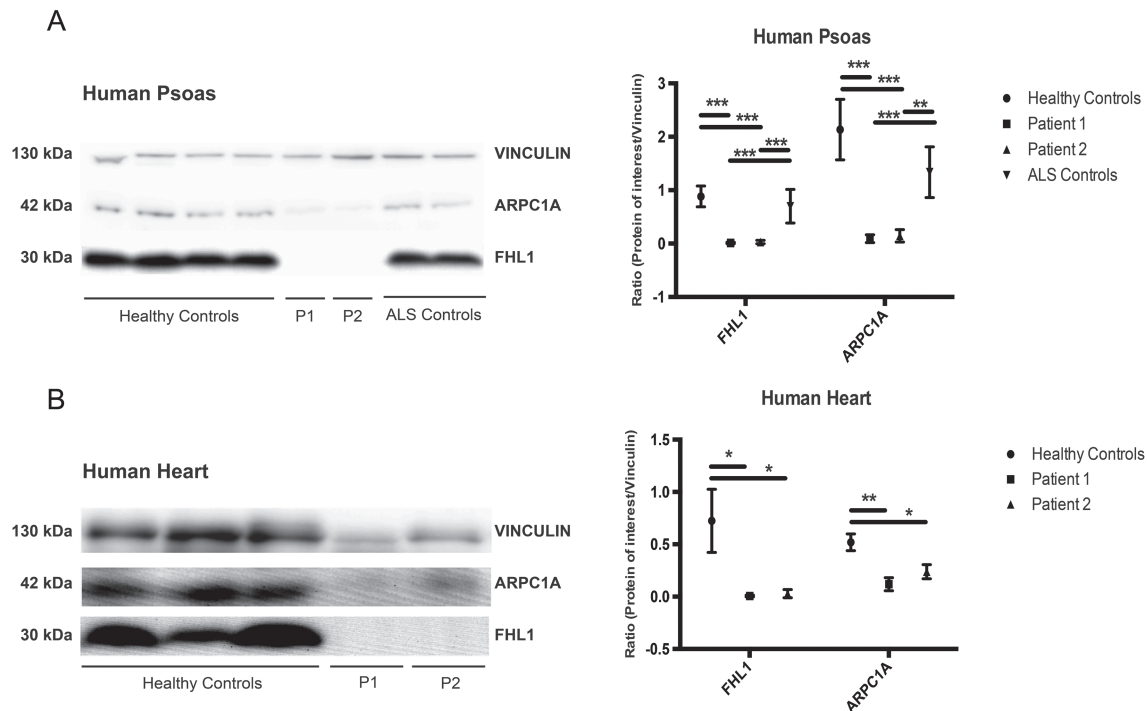 A
Human Psoas
130 kDa
VINCULIN
42 kDa
ARPC1A
30 kDa
FHL1
Healthy Controls
P1
P2
ALS Controls
Human Psoas
Ratio (Protein of interest/Vinculin)
3
2
1
0
-1
***
***
***
***
***
***
**
***
FHL1
ARPC1A
Healthy Controls
Patient 1
Patient 2
ALS Controls
B
Human Heart
130 kDa
VINCULIN
42 kDa
ARPC1A
30 kDa
FHL1
Healthy Controls
P1
P2
Human Heart
Ratio (Protein of interest/Vinculin)
1.5
1.0
0.5
0.0
-0.5
*
*
**
*
FHL1
ARPC1A
Healthy Controls
Patient 1
Patient 2